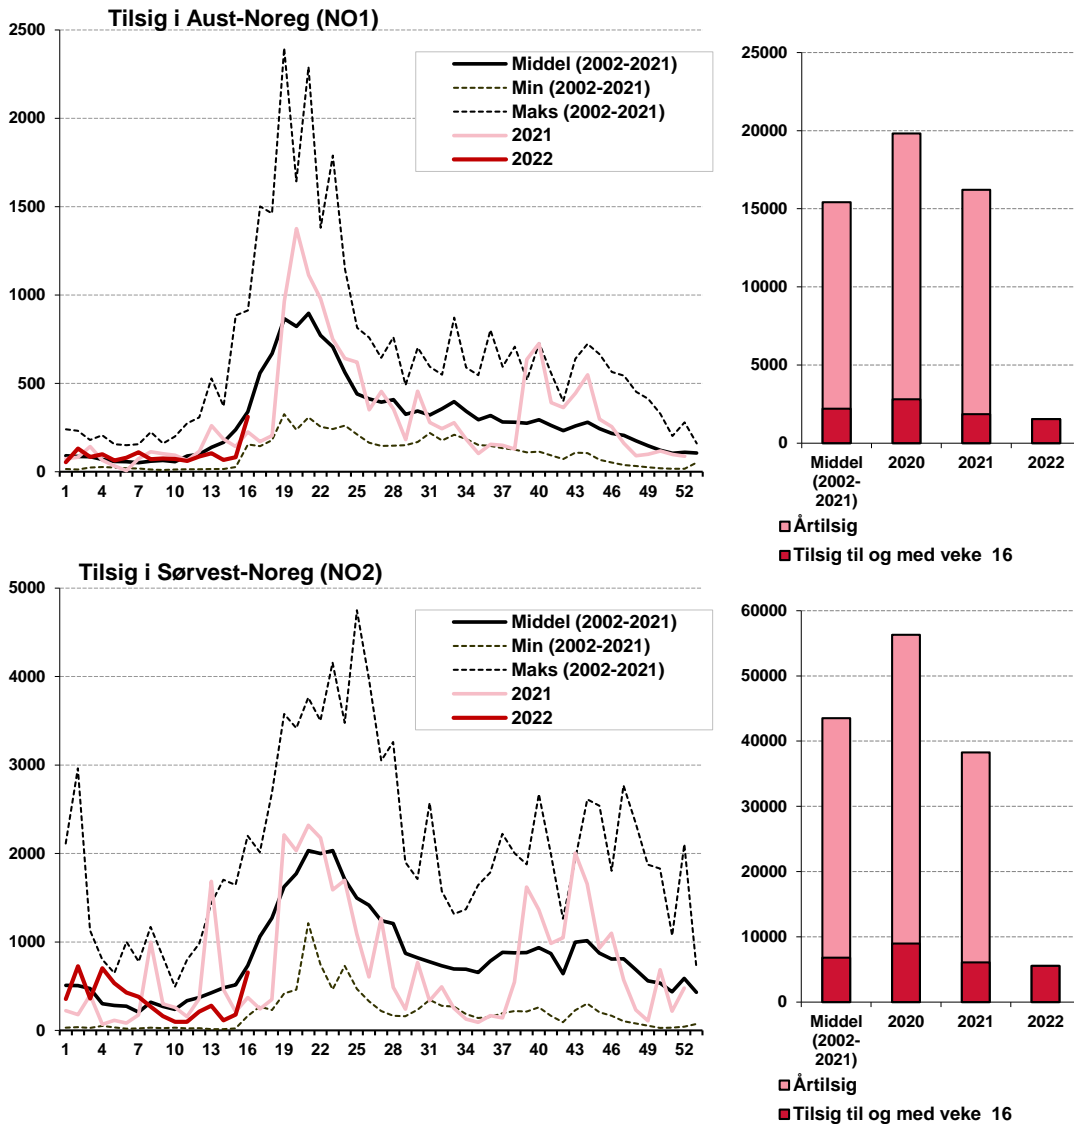 Tilsig i Aust-Noreg (NO1)
2500
2000
1500
1000
500
0
1 4 7 10 13 16 19 22 25 28 31 34 37 40 43 46 49 52
Middel (2002-2021)
Min (2002-2021)
Maks (2002-2021)
2021
2022
25000
20000
15000
10000
5000
0
Middel
(2002-
2021)
2020
2021
2022
Årtilsig
Tilsig til og med veke 16
Tilsig i Sørvest-Noreg (NO2)
5000
4000
3000
2000
1000
0
1 4 7 10 13 16 19 22 25 28 31 34 37 40 43 46 49 52
Middel (2002-2021)
Min (2002-2021)
Maks (2002-2021)
2021
2022
60000
50000
40000
30000
20000
10000
0
Middel
(2002-
2021)
2020
2021
2022
Årtilsig
Tilsig til og med veke 16